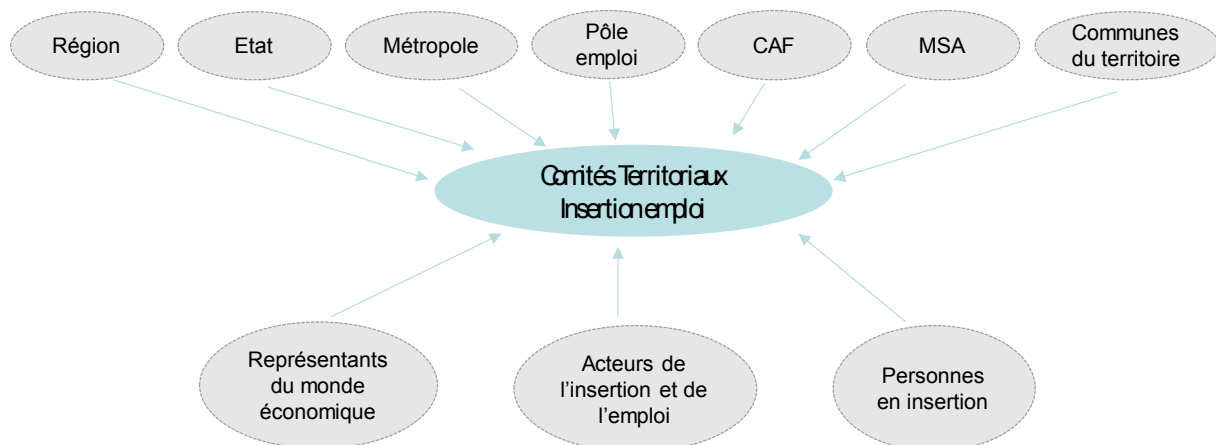 Région
Etat
Métropole
Pôle
emploi
CAF
MSA
Communes
du territoire
Comités Territoriaux
Insertion emploi
Représentants
du monde
économique
Acteurs de
l'insertion et de
l'emploi
Personnes
en insertion